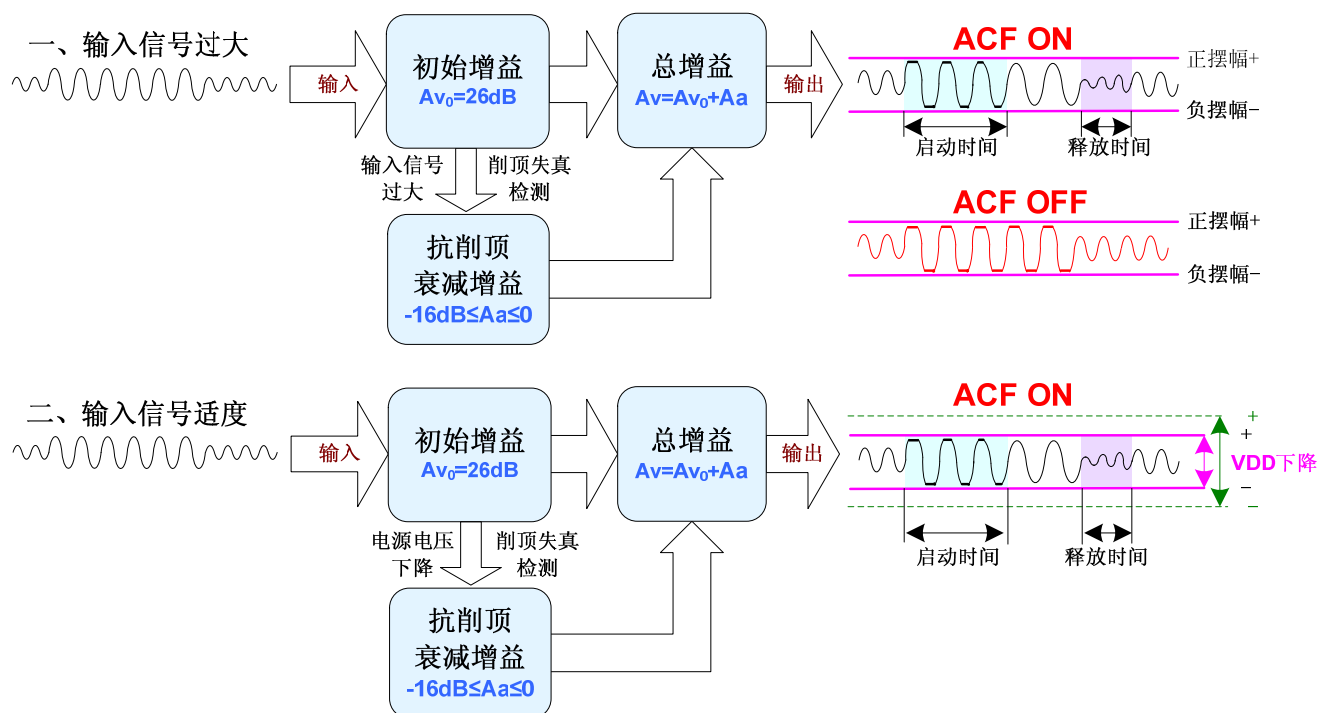 一、输入信号过大
输入
初始增益
Av₀=26dB
总增益
Av=Av₀+Aa
输出
ACF ON
正摆幅+
负摆幅-
启动时间
释放时间
输入信号
过大
削顶失真
检测
抗削顶
衰减增益
-16dB≤Aa≤0
ACF OFF
正摆幅+
负摆幅-
二、输入信号适度
输入
初始增益
Av₀=26dB
总增益
Av=Av₀+Aa
输出
ACF ON
+
+
VDD下降
-
-
启动时间
释放时间
电源电压
下降
削顶失真
检测
抗削顶
衰减增益
-16dB≤Aa≤0